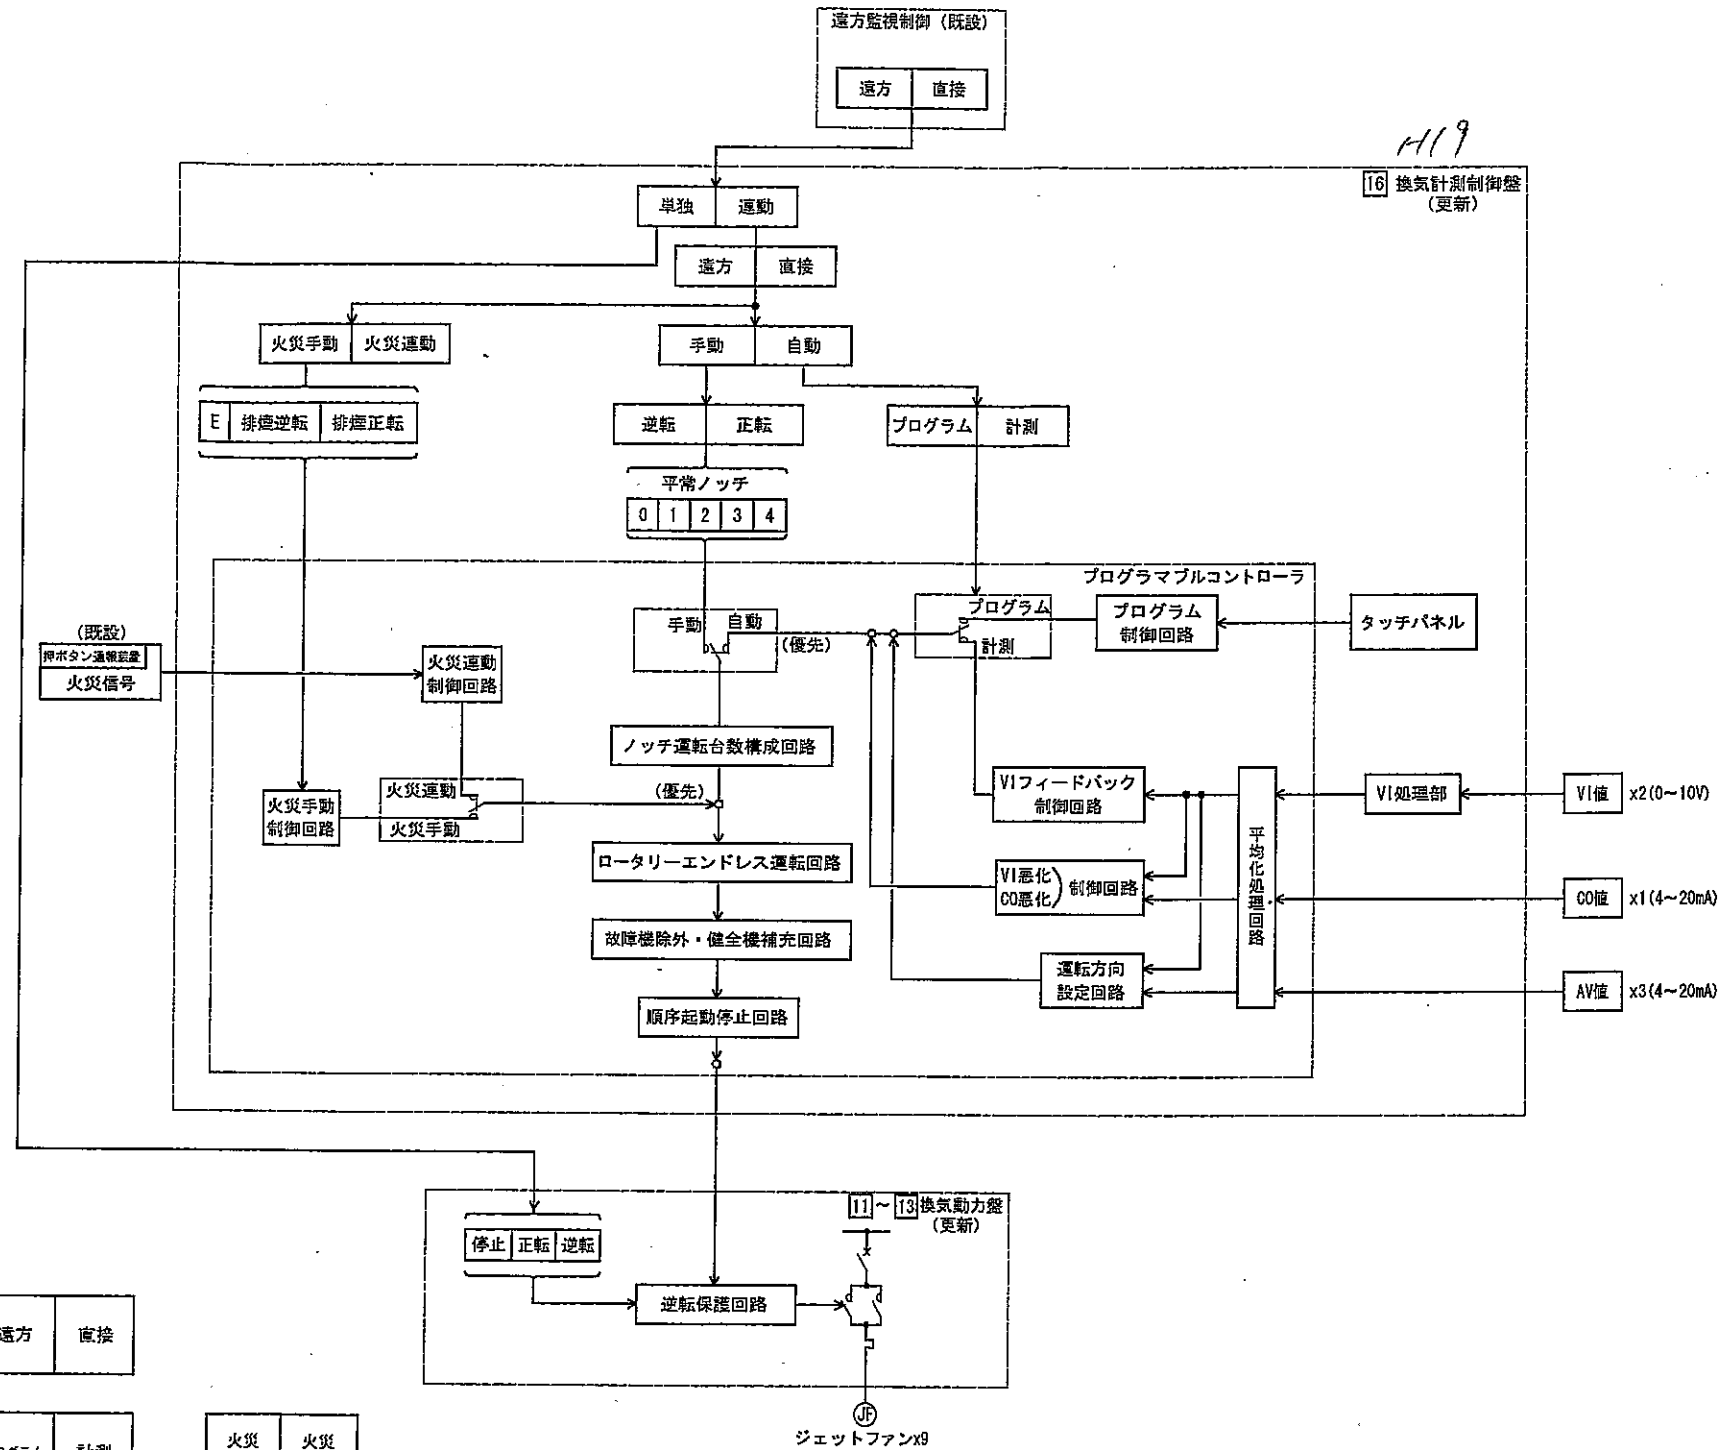 遠方監視制御 (既設)
遠方 直接
H19
16 換気計測制御盤
(更新)
単独 連動
遠方 直接
火災手動 火災連動
手動 自動
E 排煙逆転 排煙正転
逆転 正転
プログラム 計測
平常ノッチ
0 1 2 3 4
プログラマブルコントローラ
手動 自動
(優先)
プログラム
計測
プログラム
制御回路
タッチパネル
(既設)
押ボタン通報装置
火災信号
火災連動
制御回路
ノッチ運転台数構成回路
(優先)
火災連動
火災手動
火災手動
制御回路
VIフィードバック
制御回路
平均化処理回路
VI処理部
VI値 x2(0~10V)
ロータリーエンドレス運転回路
VI悪化
CO悪化) 制御回路
CO値 x1(4~20mA)
故障機除外・健全機補充回路
運転方向
設定回路
AV値 x3(4~20mA)
順序起動停止回路
11 ~ 13 換気動力盤
(更新)
停止 正転 逆転
逆転保護回路
JF
ジェットファンx9
遠方 直接
計測
火災 火災